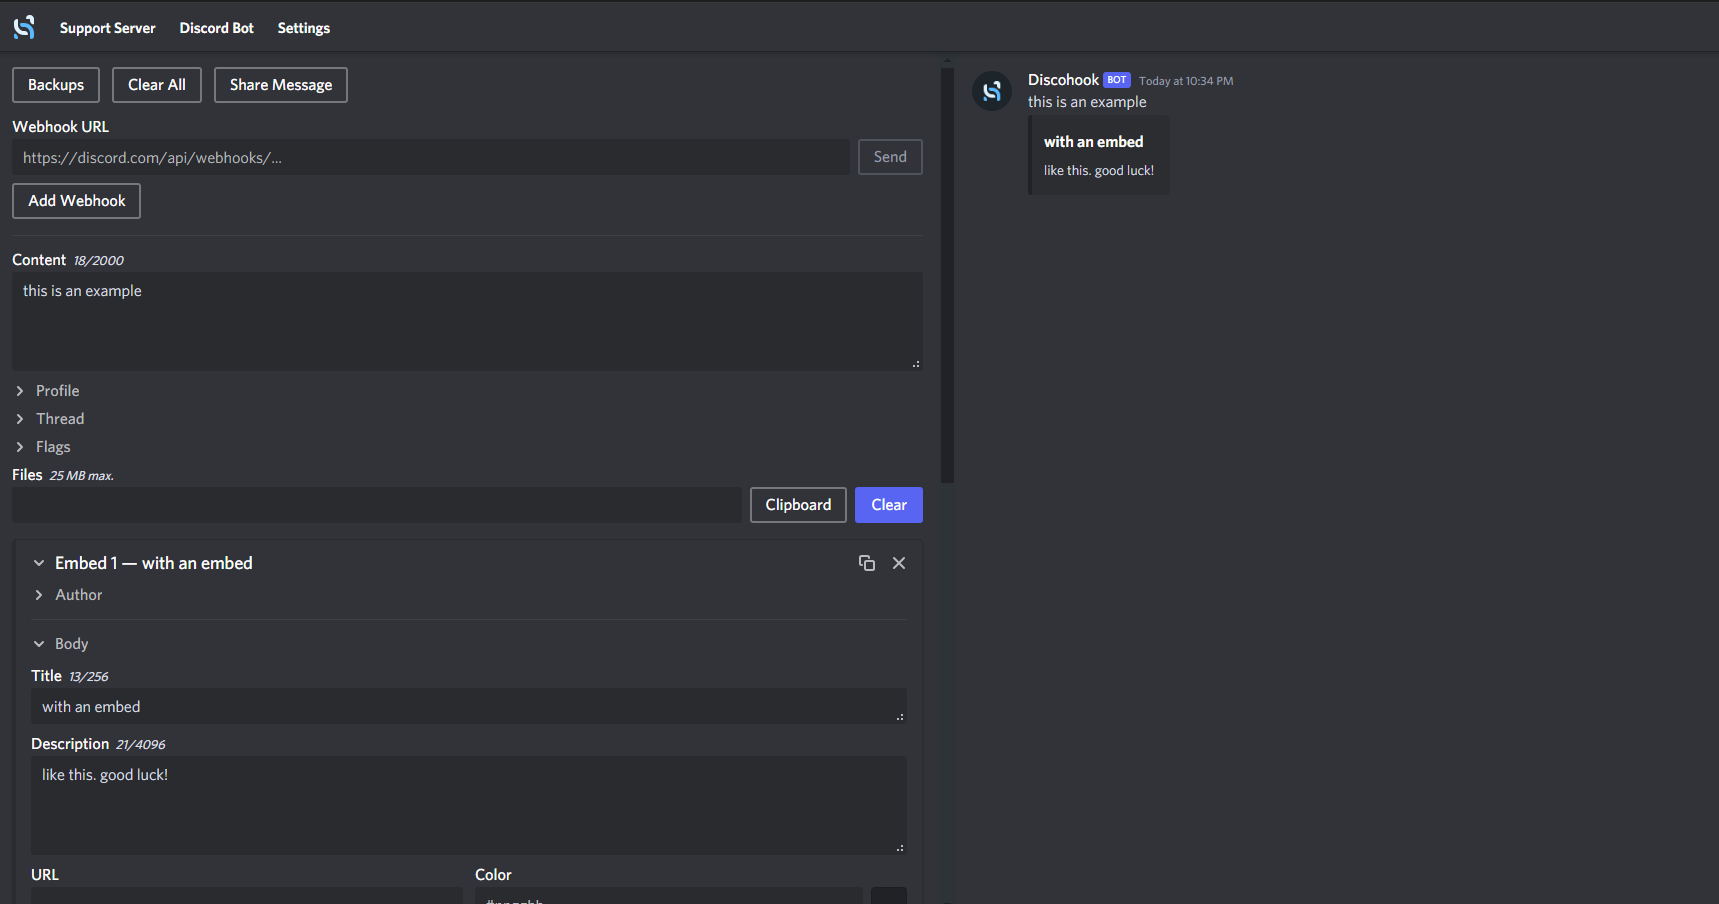 Support Server Discord Bot Settings
Backups Clear All Share Message
Webhook URL
https://discord.com/api/webhooks/...
Send
Add Webhook
Content 18/2000
this is an example
Profile
Thread
Flags
Files 25 MB max.
Clipboard Clear
Embed 1 — with an embed
Author
Body
Title 13/256
with an embed
Description 21/4096
like this. good luck!
URL Color
Discohook BOT Today at 10:34 PM
this is an example
with an embed
like this. good luck!